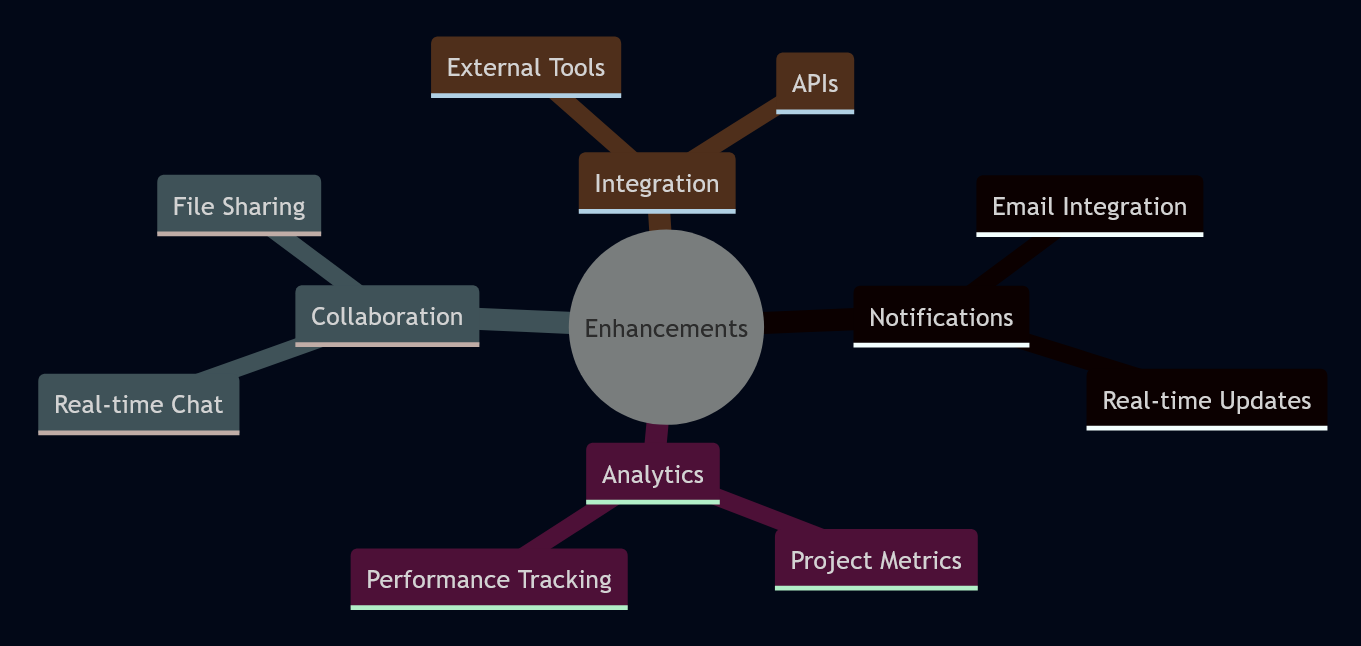 External Tools
APIs
Integration
File Sharing
Email Integration
Collaboration
Enhancements
Notifications
Real-time Chat
Real-time Updates
Analytics
Performance Tracking
Project Metrics